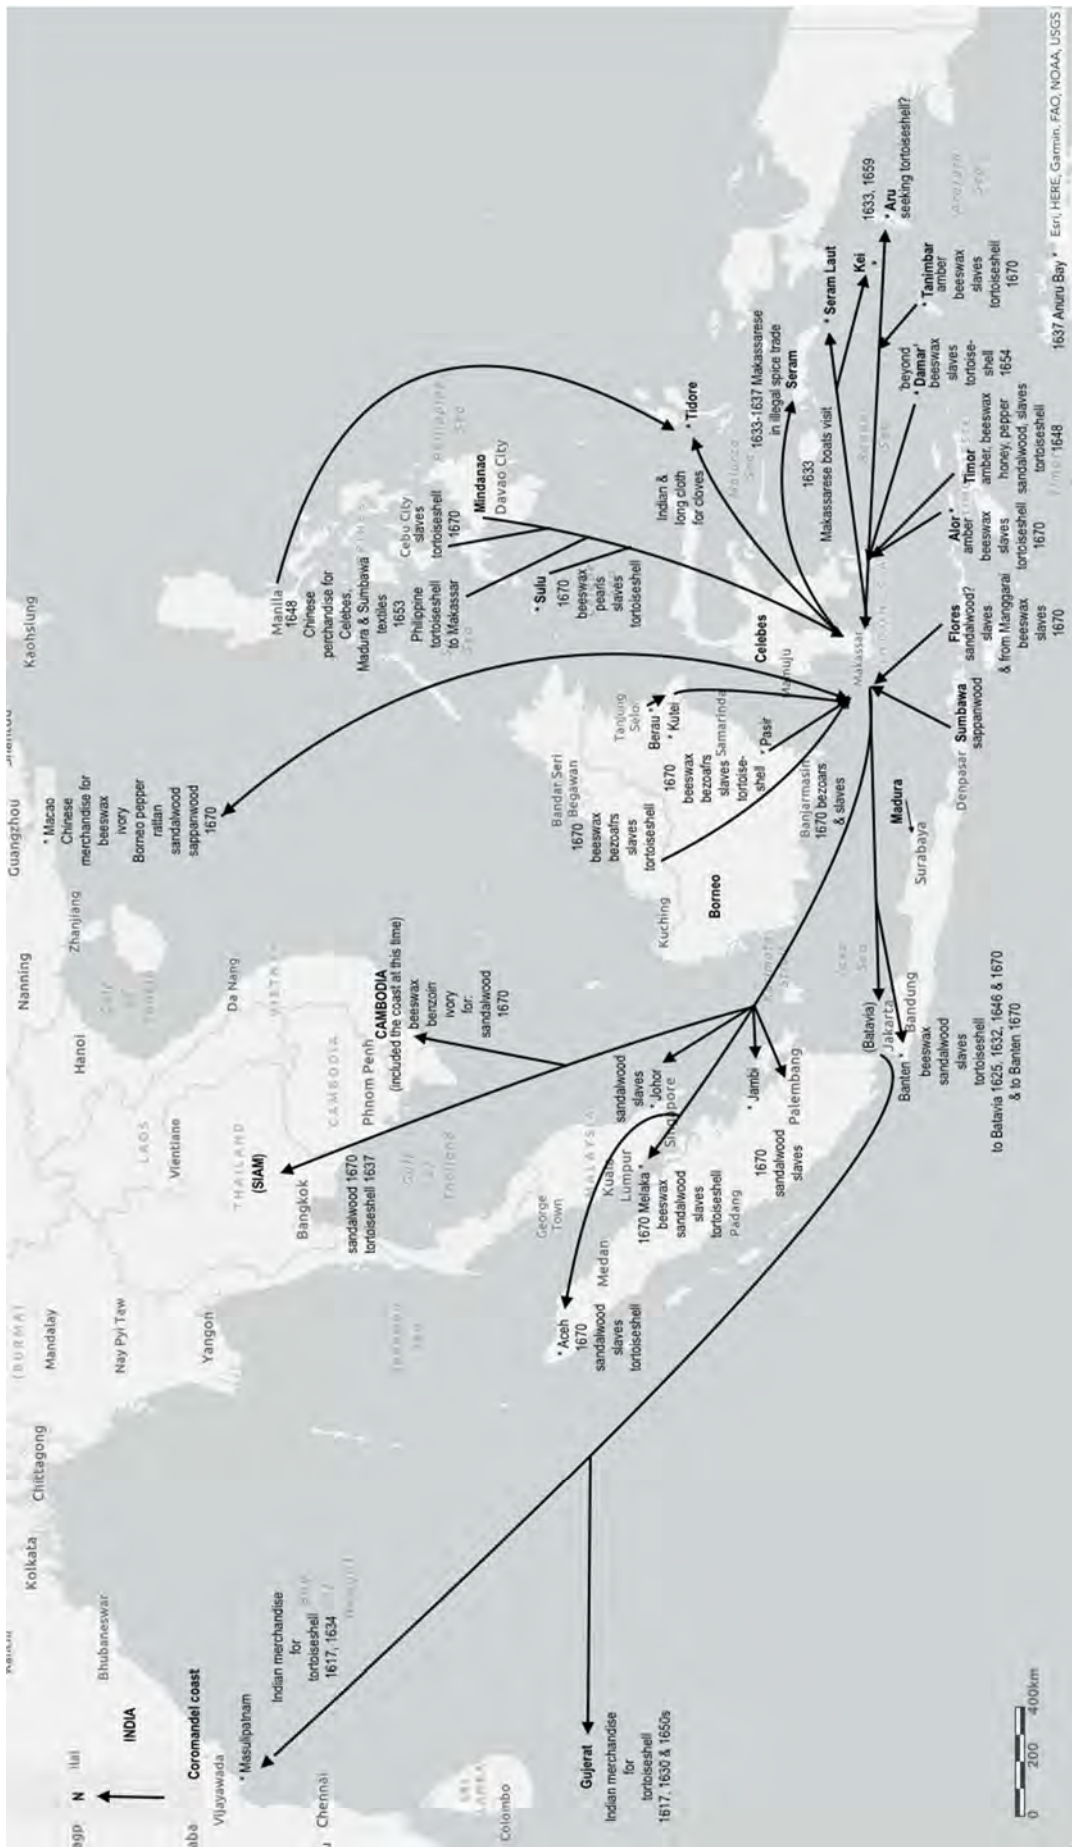 INDIA
N
Coromandel coast
Vijayawada
* Masulipatnam
Chennai
Colombo
Bhubaneswar
Kolkata
Chittagong
Indian merchandise
for
tortoiseshell
1617, 1634
Gujerat
Indian merchandise
for
tortoiseshell
1617, 1630 & 1650s
0
200
400km
Mandalay
Nay Pyi Taw
Yangon
LAOS
Vientiane
THAILAND
(SIAM)
Bangkok
sandalwood 1670
tortoiseshell 1637
CAMBODIA
Phnom Penh
CAMBODIA
(included the coast at this time)
beeswax
benzoin
ivory
for:
sandalwood
1670
Hanoi
Nanning
Zhanjiang
Da Nang
Guangzhou
Kaohsiung
* Macao
Chinese
merchandise for
beeswax
ivory
Borneo pepper
rattan
sandalwood
sappanwood
1670
George
Town
Medan
MALAYSIA
Kuala
Lumpur
Singapore
Padang
* Aceh
1670
sandalwood
slaves
tortoiseshell
1670 Melaka *
beeswax
sandalwood
slaves
tortoiseshell
sandalwood
slaves
* Johor
* Jambi
Palembang
1670
sandalwood
slaves
(Batavia)
Jakarta
Banten *
Bandung
beeswax
sandalwood
slaves
tortoiseshell
to Batavia 1625, 1632, 1646 & 1670
& to Banten 1670
Madura
Surabaya
Denpasar
Kuching
Borneo
Bandar Seri
Begawan
1670
beeswax
bezoafrs
slaves
tortoiseshell
Tanjung
Selor
Berau *
* Kutei
Samarinda
1670
beeswax
bezoafrs
slaves
tortoise-
shell
* Pasir
Banjarmasin
1670 bezoars
& slaves
Manila
1648
Chinese
perchandise for
Celebes,
Madura & Sumbawa
textiles
1653
Philippine
tortoiseshell
to Makassar
Cebu City
slaves
tortoiseshell
1670
Mindanao
Davao City
* Sulu
1670
beeswax
pearls
slaves
tortoiseshell
Celebes
Mamuju
Makassar
* Tidore
Indian &
long cloth
for cloves
1633-1637 Makassarese
in illegal spice trade
Seram
1633
Makassarese boats visit
* Seram Laut
Kei
*
1633, 1659
* Aru
seeking tortoiseshell?
* Tanimbar
amber
beeswax
slaves
tortoiseshell
1670
'beyond
* Damar'
beeswax
slaves
tortoise-
shell
1654
Timor
amber, beeswax
honey, pepper
sandalwood, slaves
tortoiseshell
1648
Alor *
amber
beeswax
slaves
tortoiseshell
1670
Flores
sandalwood?
slaves
& from Manggarai
beeswax
slaves
1670
Sumbawa
sappanwood
1637 Anuru Bay *
Esri, HERE, Garmin, FAO, NOAA, USGS